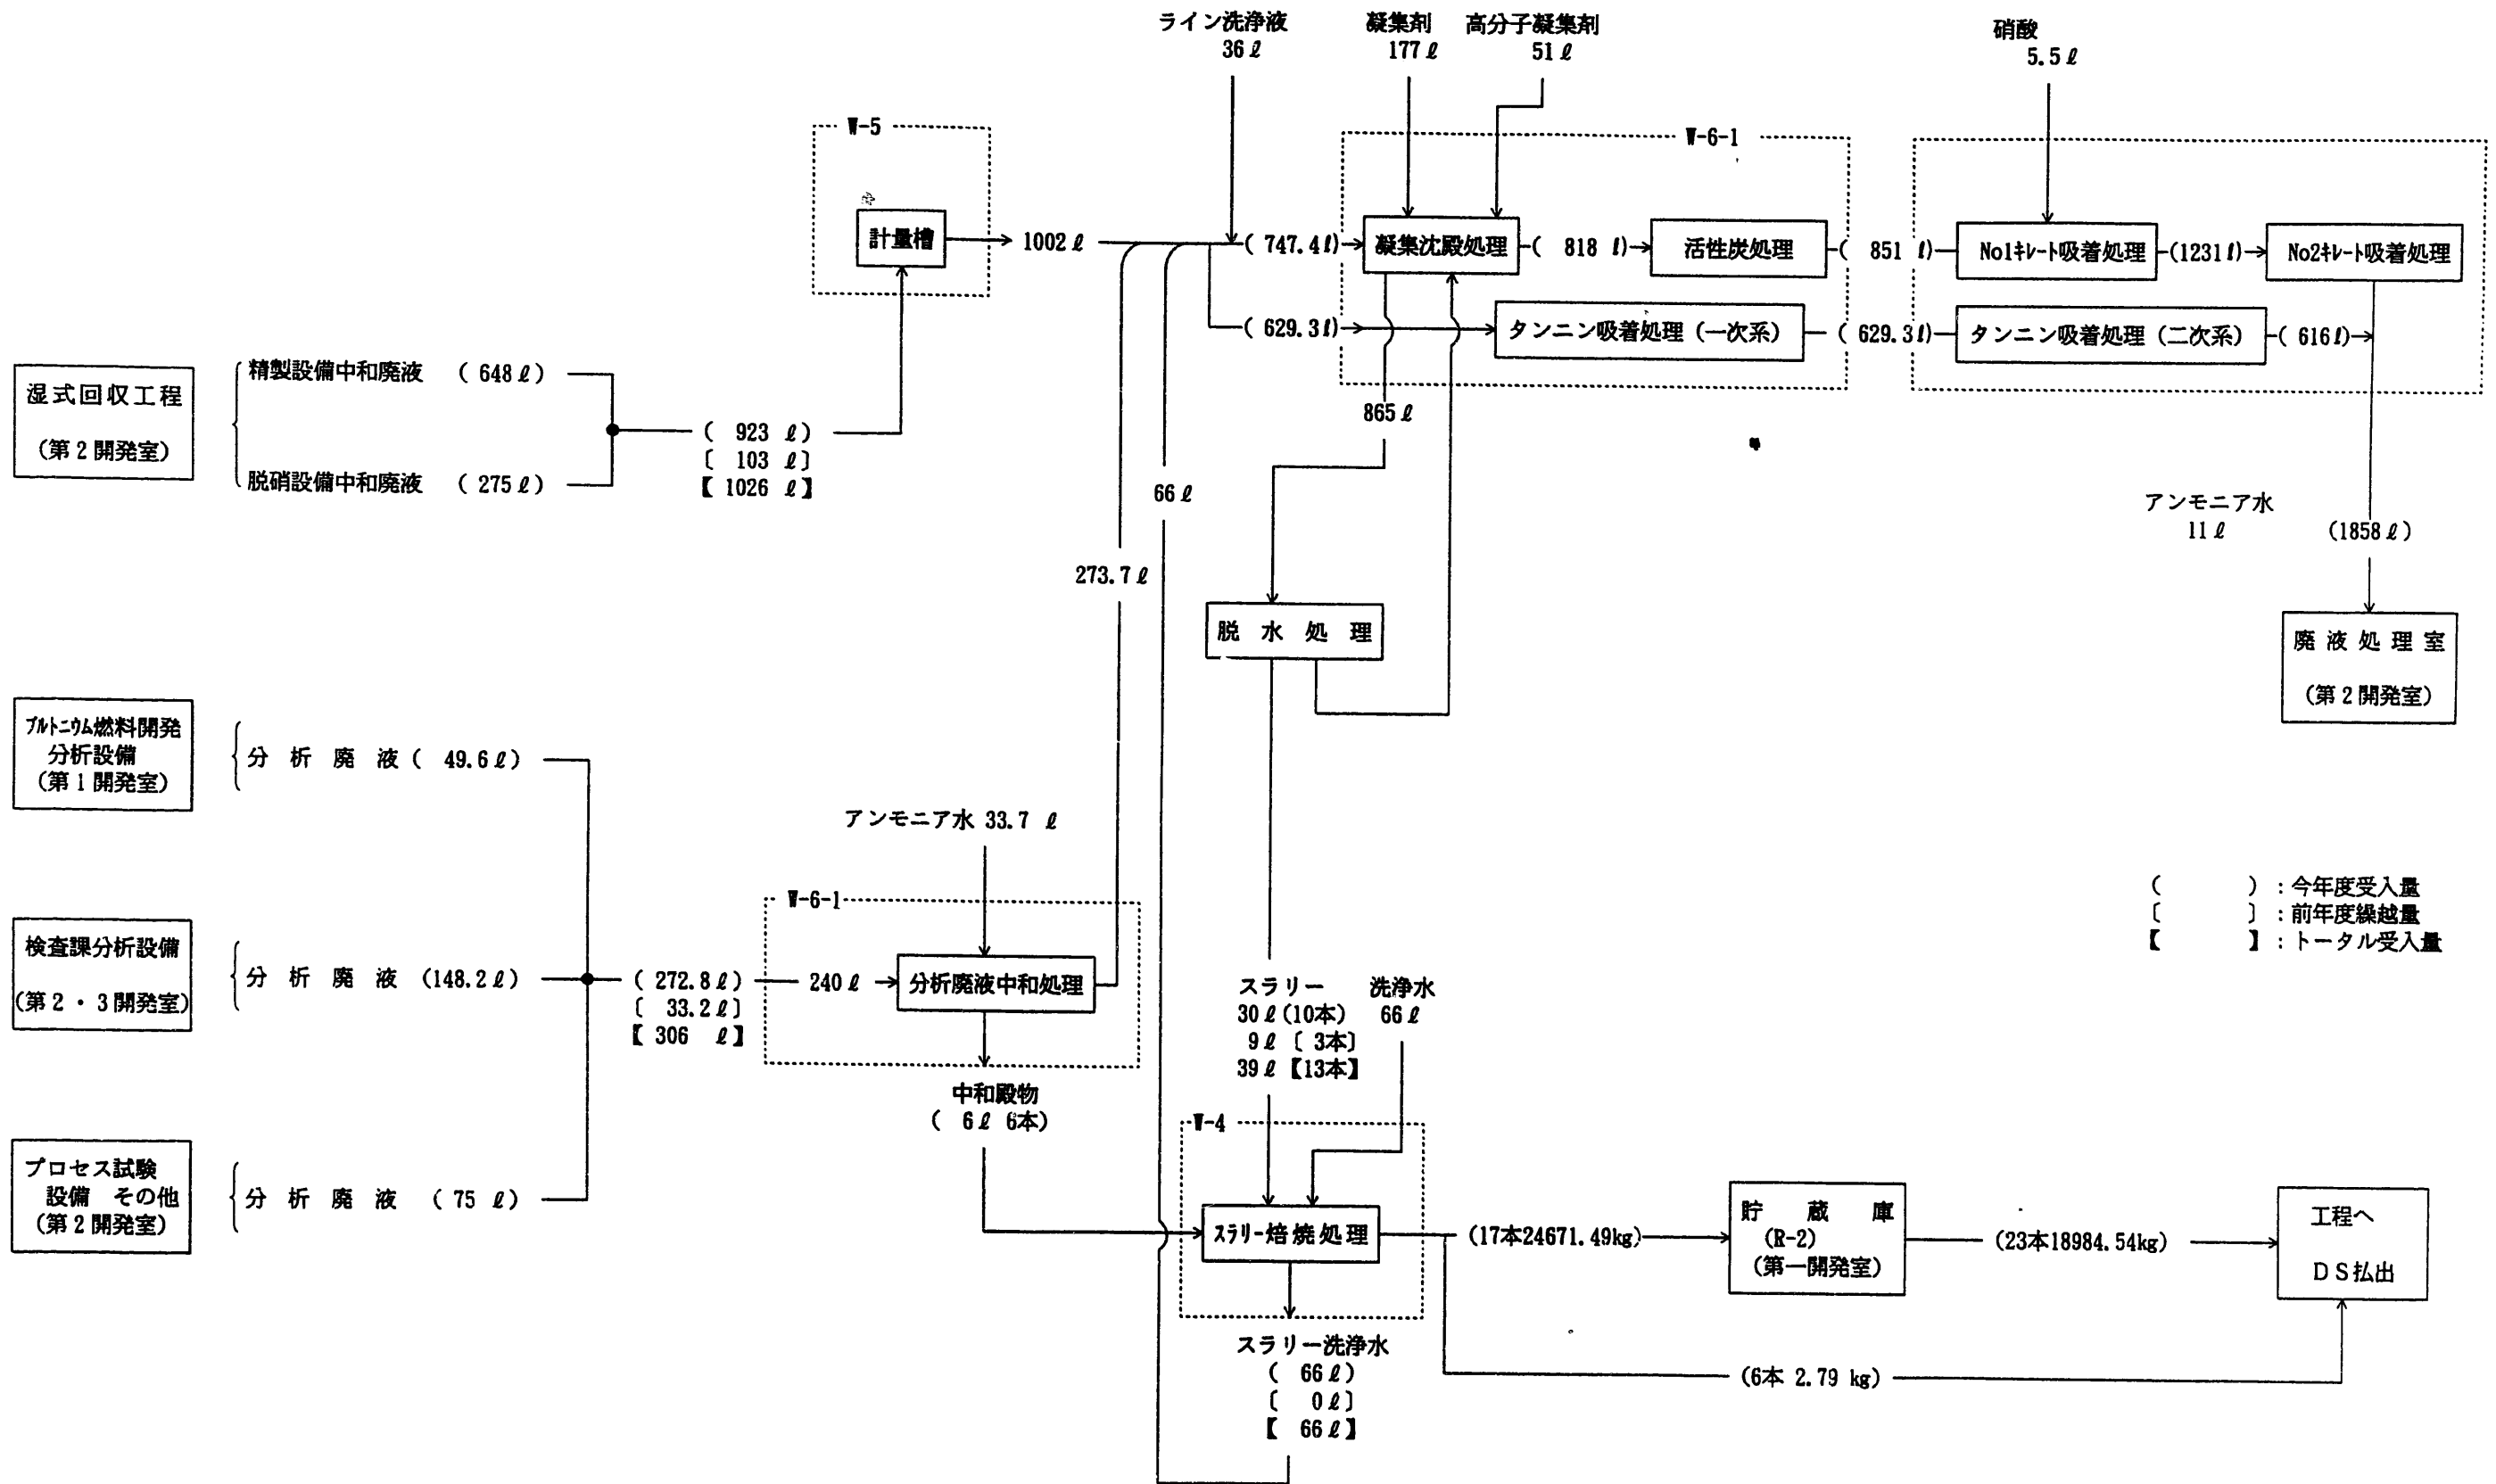 ライン洗浄液
36ℓ
凝集剤
177ℓ
高分子凝集剤
51ℓ
硝酸
5.5ℓ
W-5
計量槽
1002ℓ
W-6-1
( 747.4ℓ)
凝集沈殿処理
( 818 ℓ)
活性炭処理
( 851 ℓ)
No1キレート吸着処理
(1231ℓ)
No2キレート吸着処理
( 629.3ℓ)
タンニン吸着処理(一次系)
( 629.3ℓ)
タンニン吸着処理(二次系)
( 616ℓ)
湿式回収工程
(第2開発室)
精製設備中和廃液 ( 648ℓ)
脱硝設備中和廃液 ( 275ℓ)
( 923 ℓ)
〔 103 ℓ〕
【 1026 ℓ】
865ℓ
66ℓ
273.7ℓ
アンモニア水
11ℓ
(1858ℓ)
脱水処理
廃液処理室
(第2開発室)
プルトニウム燃料開発
分析設備
(第1開発室)
分析廃液( 49.6ℓ)
アンモニア水 33.7 ℓ
検査課分析設備
(第2・3開発室)
分析廃液 (148.2ℓ)
( 272.8ℓ)
〔 33.2ℓ〕
【 306 ℓ】
W-6-1
240ℓ
分析廃液中和処理
( ) :今年度受入量
〔 〕 :前年度繰越量
【 】 :トータル受入量
スラリー
30ℓ(10本)
9ℓ〔 3本〕
39ℓ【13本】
洗浄水
66ℓ
中和殿物
( 6ℓ 6本)
プロセス試験
設備 その他
(第2開発室)
分析廃液 ( 75 ℓ)
W-4
スラリー焙焼処理
(17本24671.49kg)
貯蔵庫
(R-2)
(第一開発室)
(23本18984.54kg)
工程へ
DS払出
スラリー洗浄水
( 66ℓ)
〔 0ℓ〕
【 66ℓ】
(6本 2.79 kg)